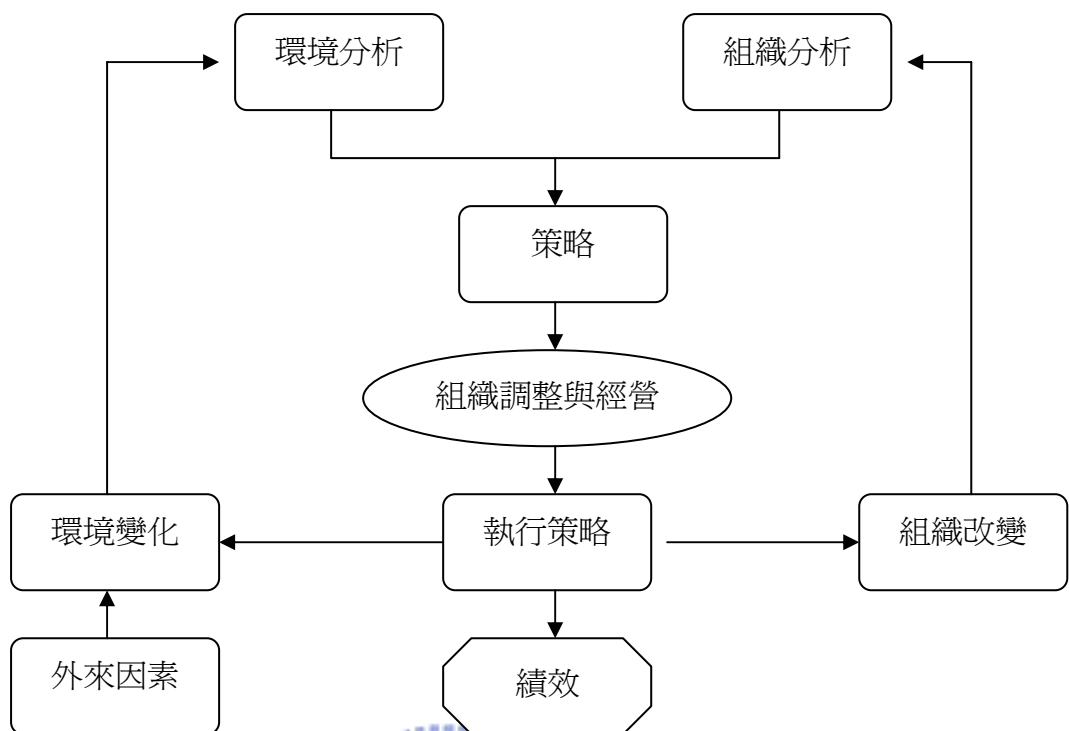 環境分析
組織分析
策略
組織調整與經營
環境變化
執行策略
組織改變
外來因素
績效